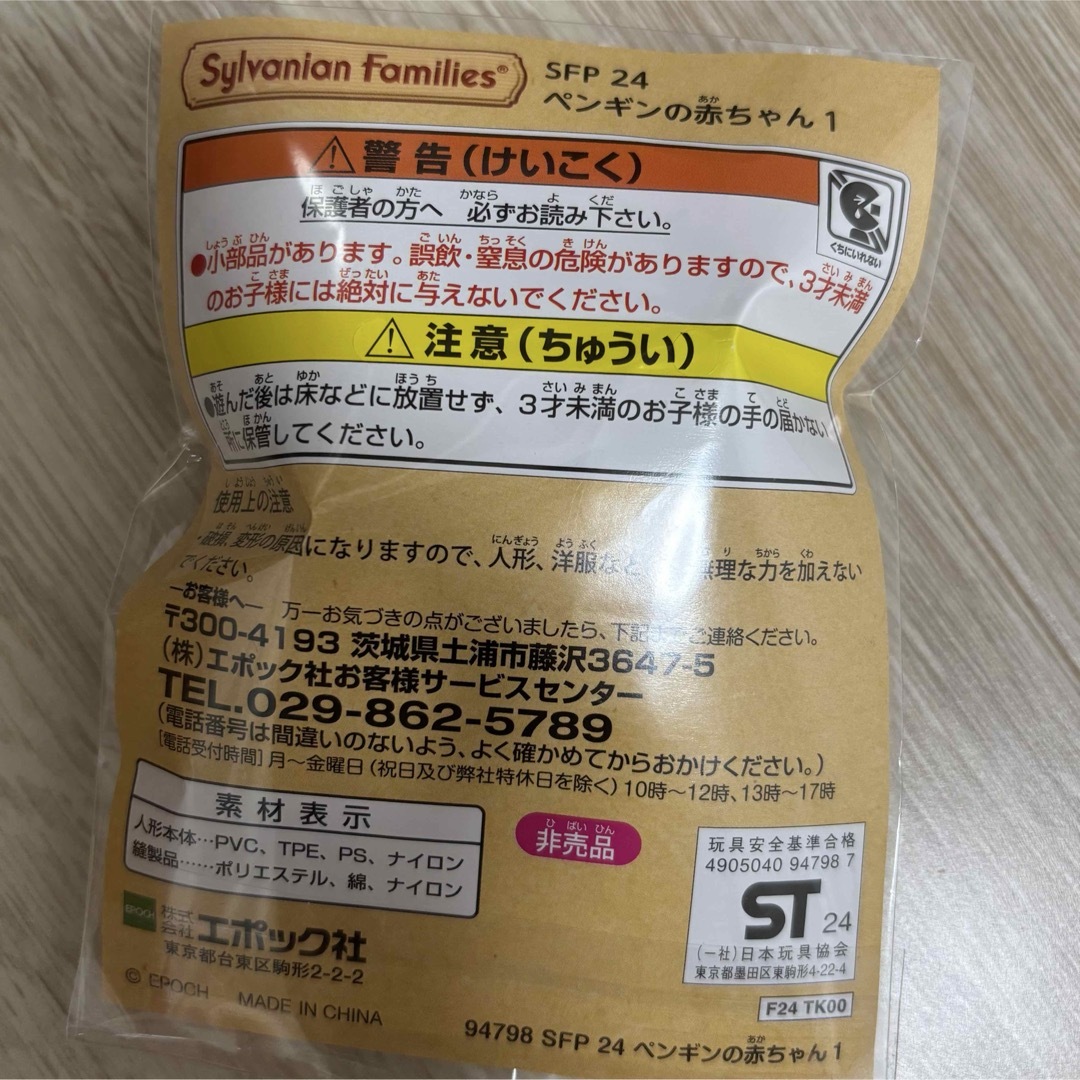 Sylvanian Families®
SFP 24
ペンギンの赤ちゃん 1
⚠警告(けいこく)
保護者の方へ 必ずお読み下さい。
くちにいれない
●小部品があります。誤飲・窒息の危険がありますので、3才未満
のお子様には絶対に与えないでください。
⚠注意(ちゅうい)
●遊んだ後は床などに放置せず、3才未満のお子様の手の届かない
所に保管してください。
使用上の注意
・破損、変形の原因になりますので、人形、洋服など 無理な力を加えない
でください。
―お客様へ― 万一お気づきの点がございましたら、下記までご連絡ください。
〒300-4193 茨城県土浦市藤沢3647-5
(株)エポック社お客様サービスセンター
TEL.029-862-5789
(電話番号は間違いのないよう、よく確かめてからおかけください。)
[電話受付時間] 月〜金曜日(祝日及び弊社特休日を除く)10時〜12時、13時〜17時
素材表示
人形本体…PVC、TPE、PS、ナイロン
縫製品……ポリエステル、綿、ナイロン
非売品
玩具安全基準合格
4905040 94798 7
ST 24
(一社)日本玩具協会
東京都墨田区東駒形4-22-4
EPOCH 株式会社エポック社
東京都台東区駒形2-2-2
© EPOCH MADE IN CHINA
F24 TK00
94798 SFP 24 ペンギンの赤ちゃん 1